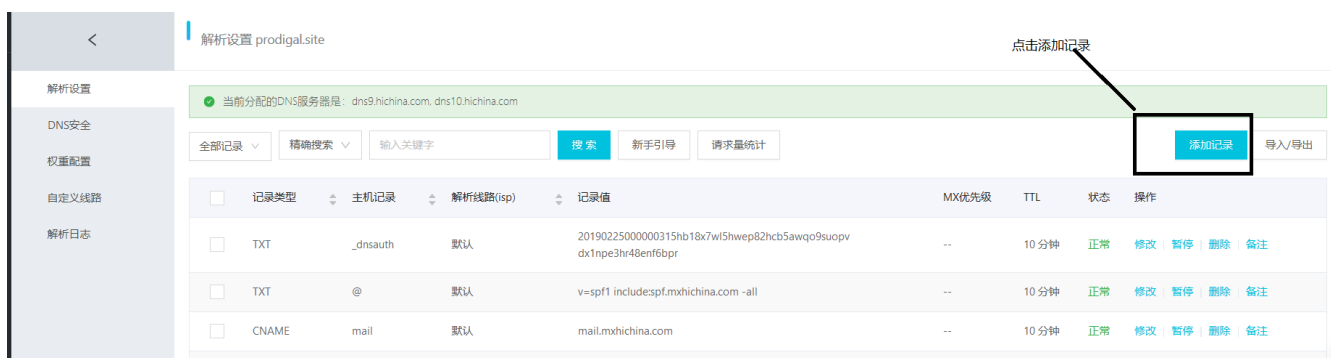 解析设置 prodigal.site
点击添加记录
解析设置
DNS安全
权重配置
自定义线路
解析日志
当前分配的DNS服务器是: dns9.hichina.com, dns10.hichina.com
全部记录 精确搜索 输入关键字 搜索 新手引导 请求量统计 添加记录 导入/导出
记录类型 主机记录 解析线路(isp) 记录值 MX优先级 TTL 状态 操作
TXT _dnsauth 默认 20190225000000315hb18x7wl5hwep82hcb5awqo9suopv
dx1npe3hr48enf6bpr -- 10 分钟 正常 修改 暂停 删除 备注
TXT @ 默认 v=spf1 include:spf.mxhichina.com -all -- 10 分钟 正常 修改 暂停 删除 备注
CNAME mail 默认 mail.mxhichina.com -- 10 分钟 正常 修改 暂停 删除 备注